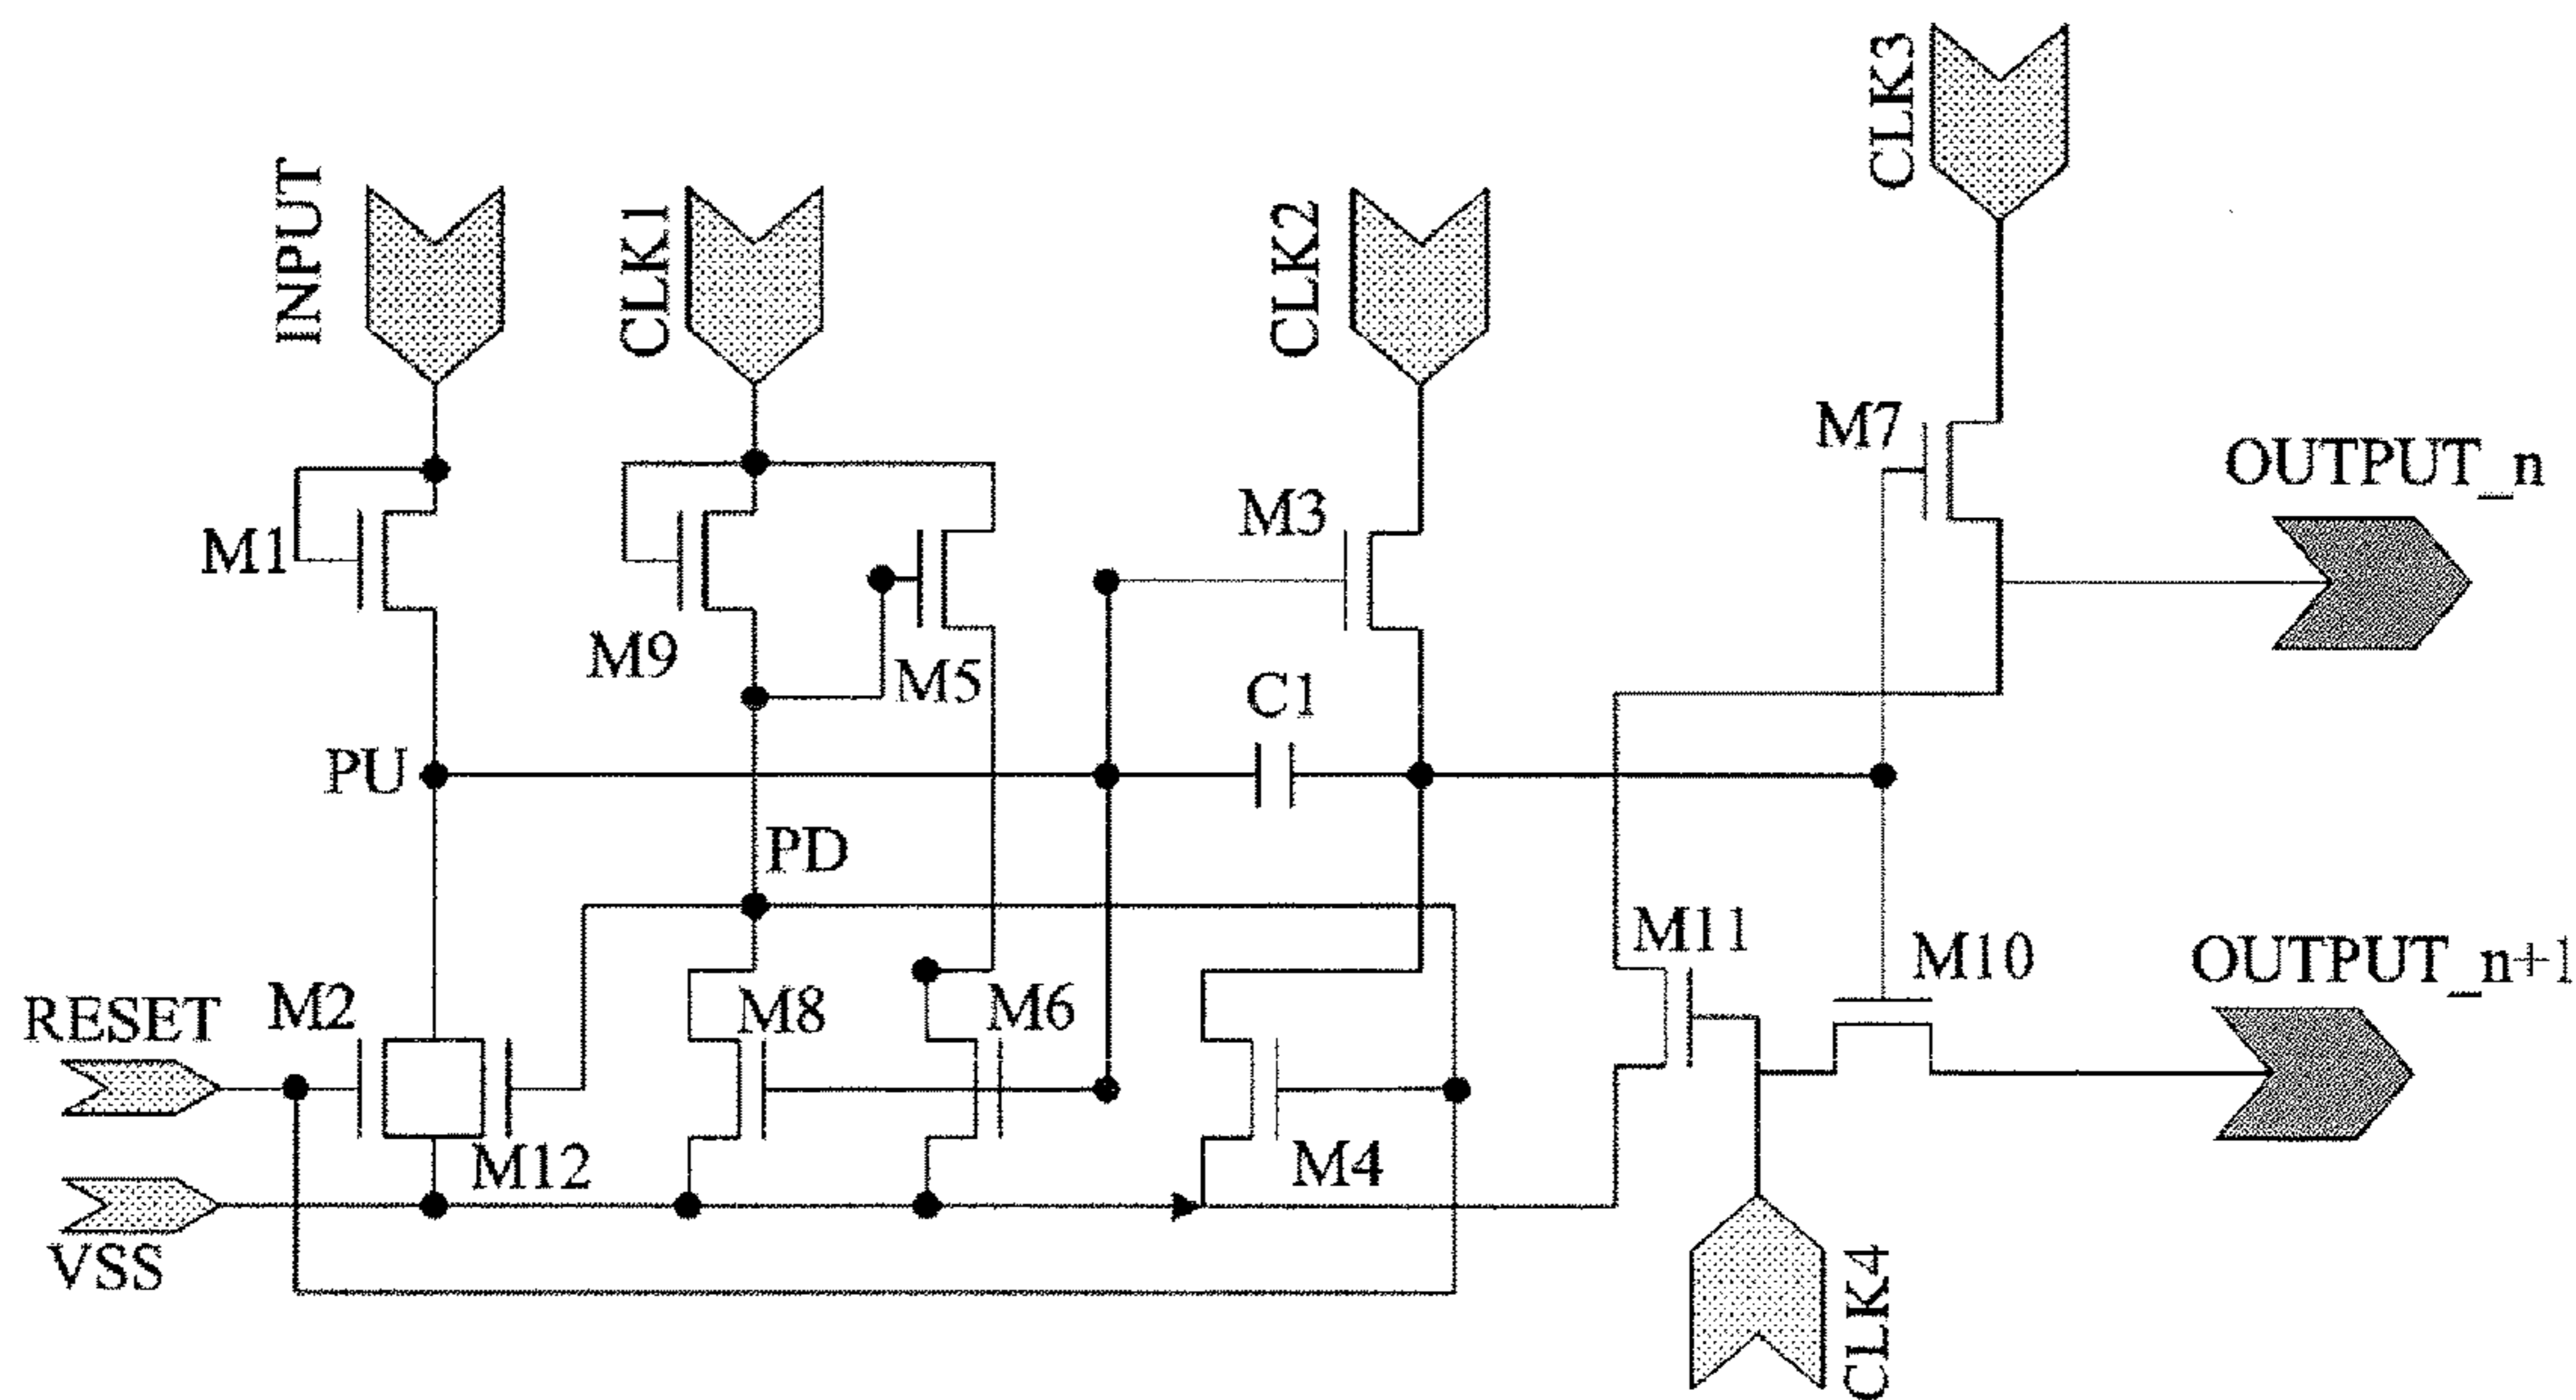 CLK3
INPUT
CLK1
CLK2
M7
OUTPUT_n
M3
M1
M9
M5
C1
PU
PD
M11
M10
OUTPUT_n+1
RESET
M2
M8
M6
M12
M4
VSS
CLK4